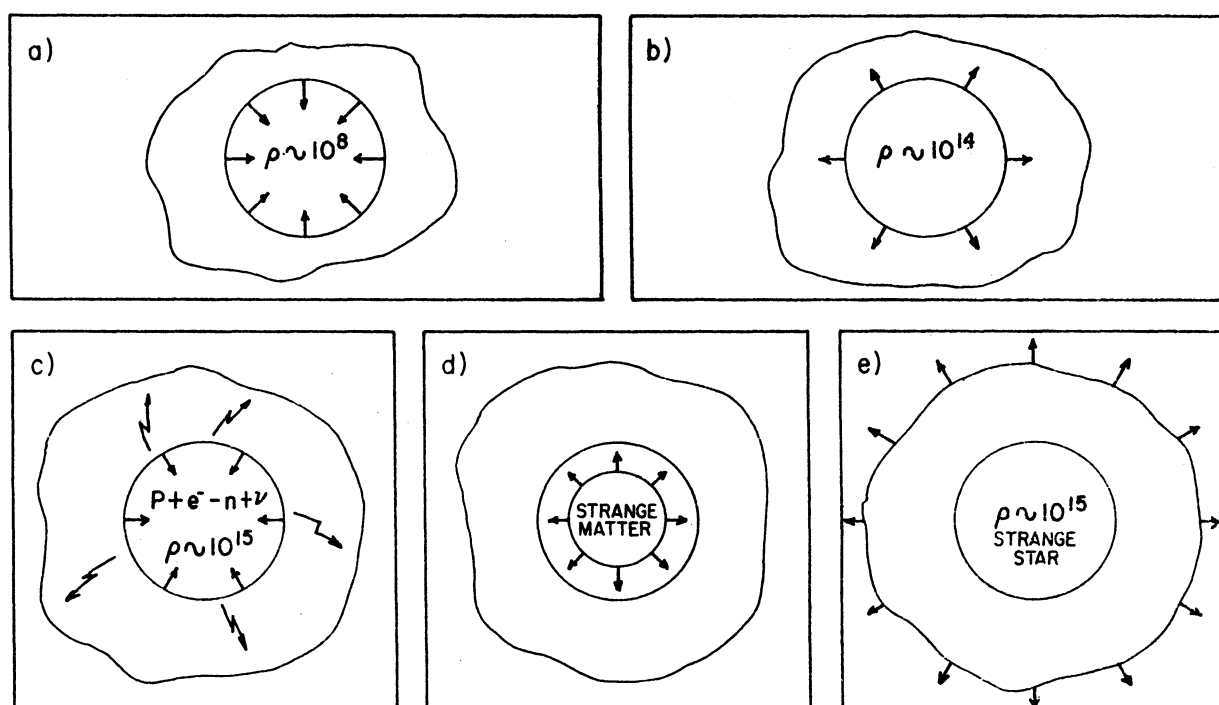 a)
ρ ~ 10⁸
b)
ρ ~ 10¹⁴
c)
P + e⁻ – n + ν
ρ ~ 10¹⁵
d)
STRANGE
MATTER
e)
ρ ~ 10¹⁵
STRANGE
STAR